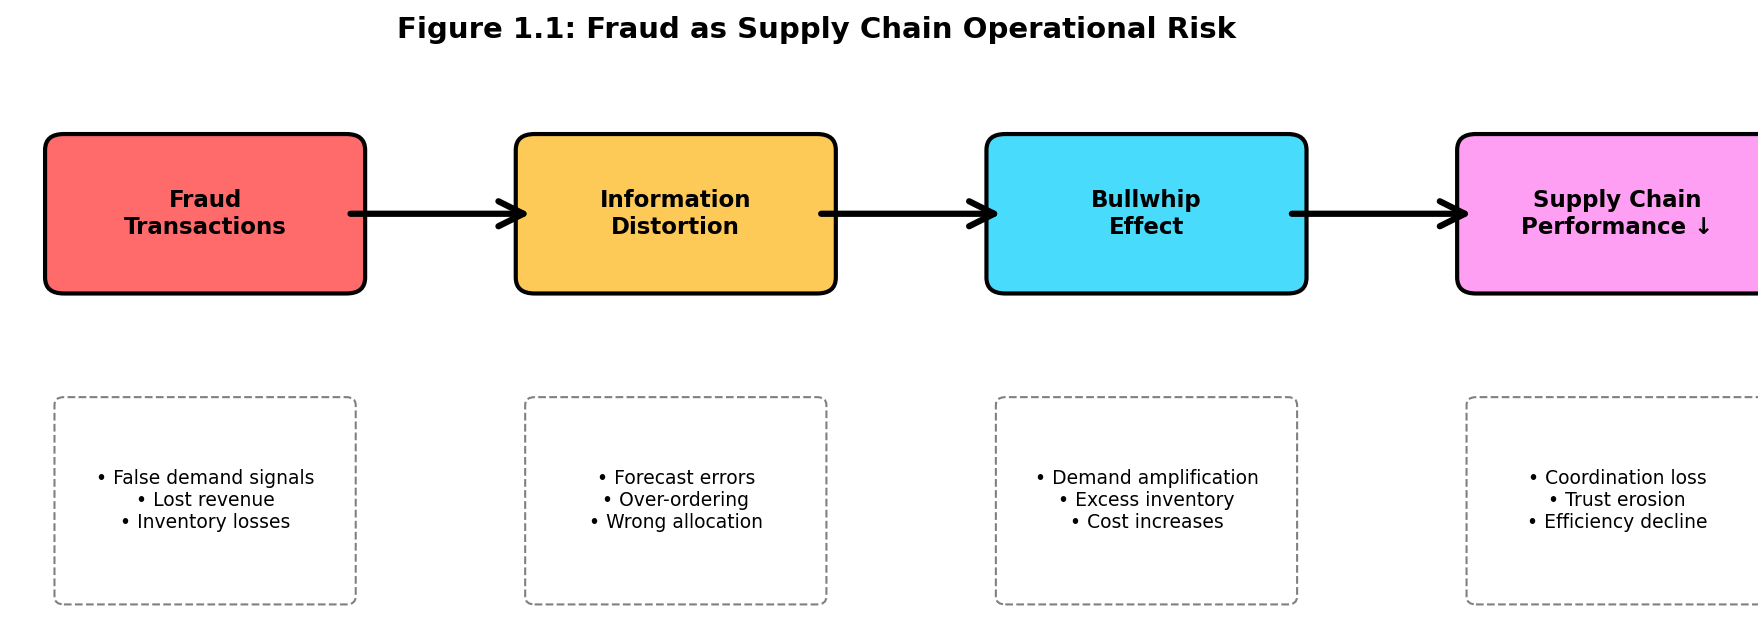 Figure 1.1: Fraud as Supply Chain Operational Risk
Fraud
Transactions
Information
Distortion
Bullwhip
Effect
Supply Chain
Performance ↓
• False demand signals
• Lost revenue
• Inventory losses
• Forecast errors
• Over-ordering
• Wrong allocation
• Demand amplification
• Excess inventory
• Cost increases
• Coordination loss
• Trust erosion
• Efficiency decline